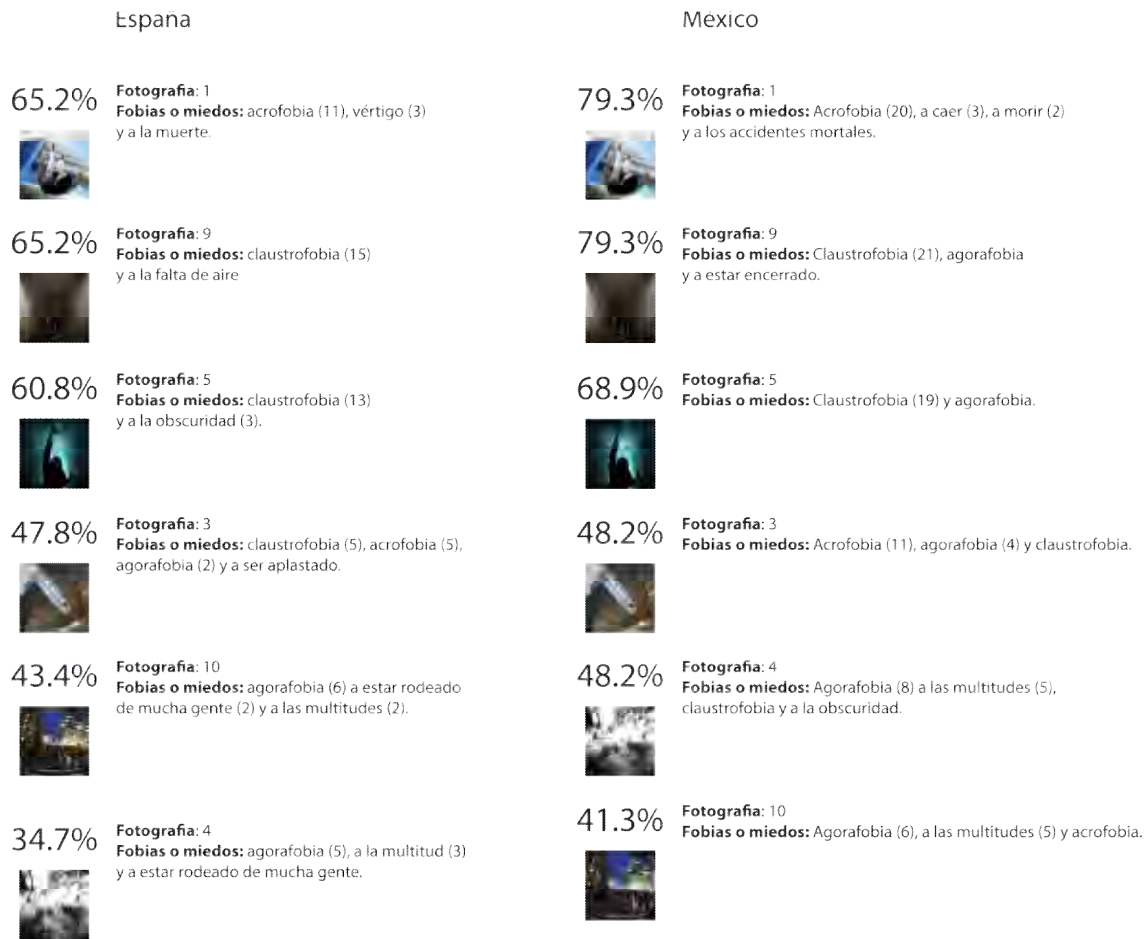 España
65.2%
Fotografia: 1
Fobias o miedos: acrofobia (11), vértigo (3)
y a la muerte.
65.2%
Fotografia: 9
Fobias o miedos: claustrofobia (15)
y a la falta de aire
60.8%
Fotografia: 5
Fobias o miedos: claustrofobia (13)
y a la obscuridad (3).
47.8%
Fotografia: 3
Fobias o miedos: claustrofobia (5), acrofobia (5),
agorafobia (2) y a ser aplastado.
43.4%
Fotografia: 10
Fobias o miedos: agorafobia (6) a estar rodeado
de mucha gente (2) y a las multitudes (2).
34.7%
Fotografia: 4
Fobias o miedos: agorafobia (5), a la multitud (3)
y a estar rodeado de mucha gente.
México
79.3%
Fotografia: 1
Fobias o miedos: Acrofobia (20), a caer (3), a morir (2)
y a los accidentes mortales.
79.3%
Fotografia: 9
Fobias o miedos: Claustrofobia (21), agorafobia
y a estar encerrado.
68.9%
Fotografia: 5
Fobias o miedos: Claustrofobia (19) y agorafobia.
48.2%
Fotografia: 3
Fobias o miedos: Acrofobia (11), agorafobia (4) y claustrofobia.
48.2%
Fotografia: 4
Fobias o miedos: Agorafobia (8) a las multitudes (5),
claustrofobia y a la obscuridad.
41.3%
Fotografia: 10
Fobias o miedos: Agorafobia (6), a las multitudes (5) y acrofobia.